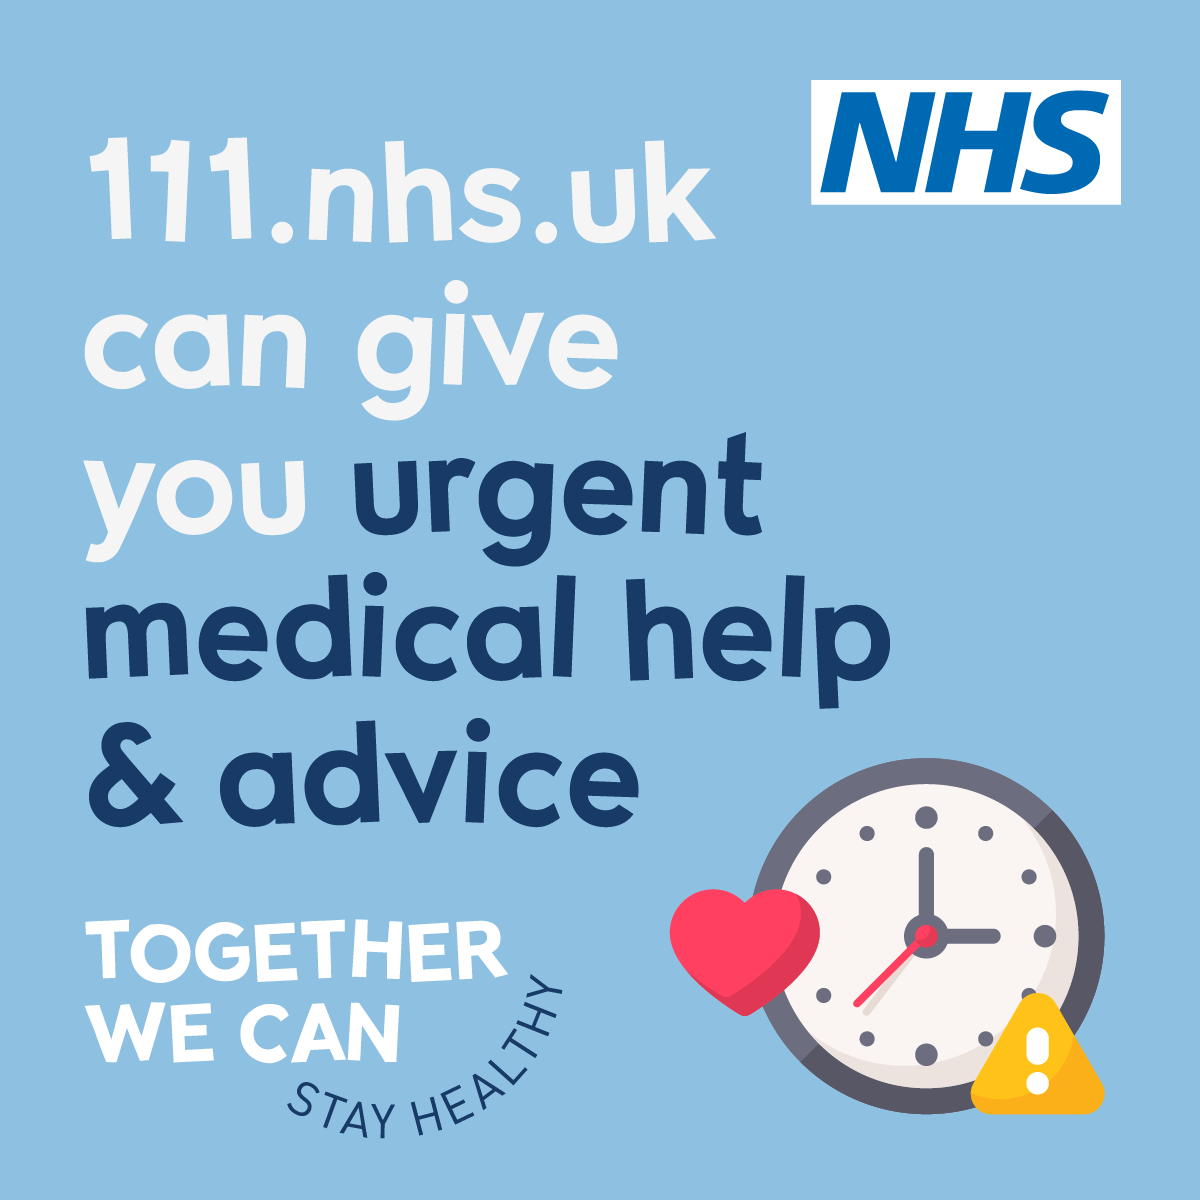 NHS
111.nhs.uk
can give
you urgent
medical help
& advice
TOGETHER
WE CAN
STAY HEALTHY
!